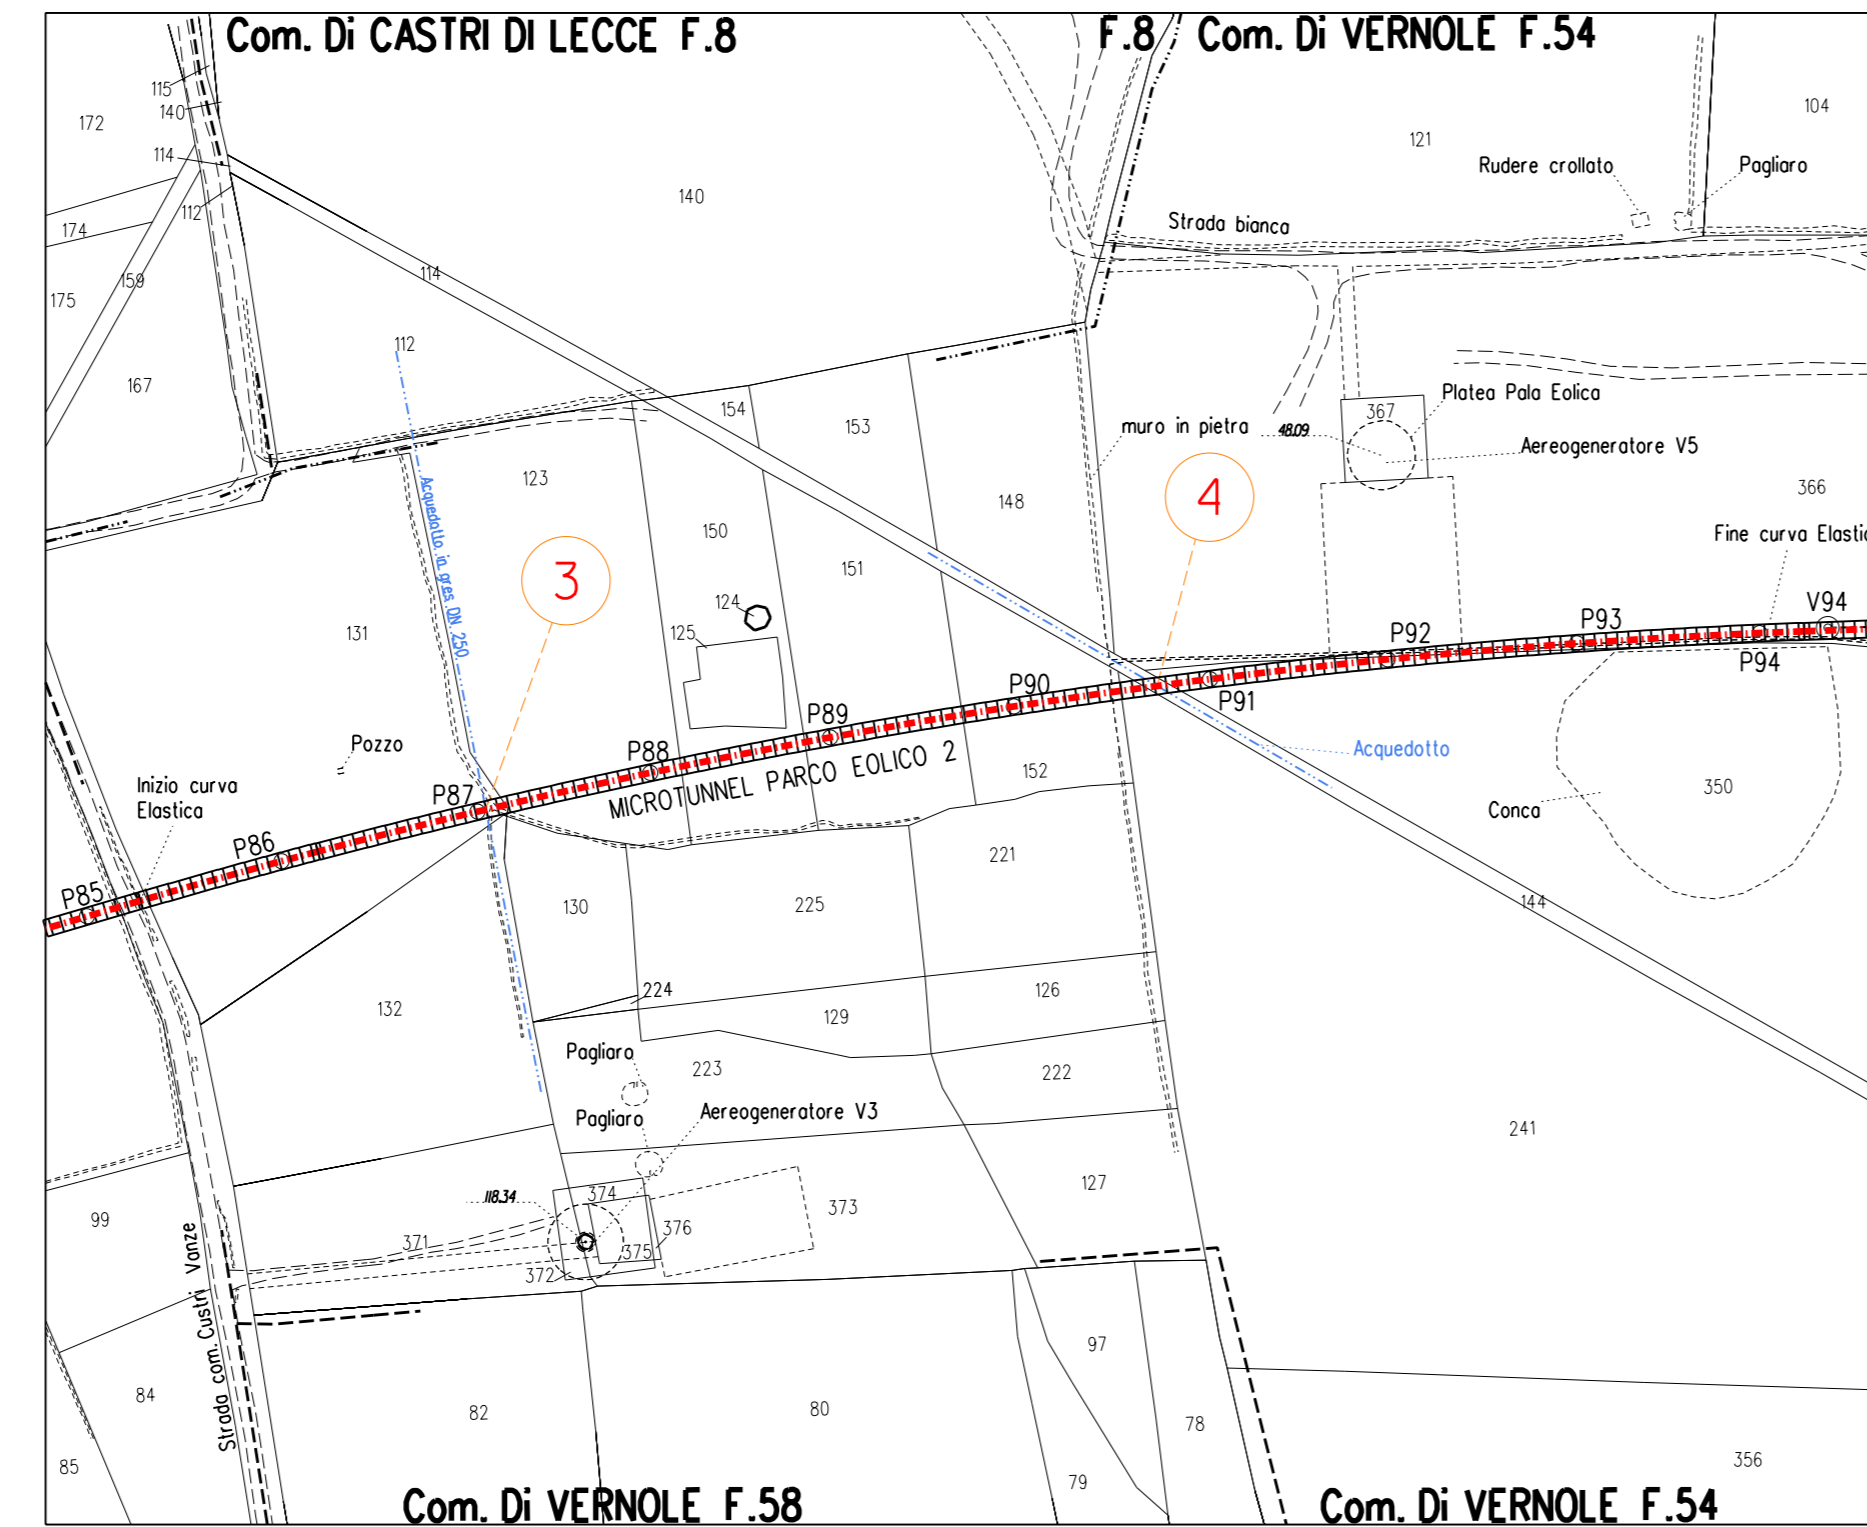 Com. Di CASTRI DI LECCE F.8
F.8 Com. Di VERNOLE F.54
115
140
172
114
112
174
159
175
167
140
114
112
121
104
Rudere crollato
Pagliaro
Strada bianca
154
153
123
150
151
148
124
125
131
muro in pietra
48.09
367
Platea Pala Eolica
Aereogeneratore V5
366
Fine curva
3
4
Acquedotto in gres DN 250
Pozzo
Inizio curva
Elastica
P85
P86
P87
P88
P89
P90
P91
P92
P93
P94
V94
MICROTUNNEL PARCO EOLICO 2
152
Acquedotto
Conca
350
144
221
225
130
132
224
129
126
223
222
Pagliaro
Pagliaro
Aereogeneratore V3
241
118.34
374
376
375
372
371
373
127
99
Strada com. Custrì Vanze
84
85
82
80
97
79
78
356
Com. Di VERNOLE F.58
Com. Di VERNOLE F.54